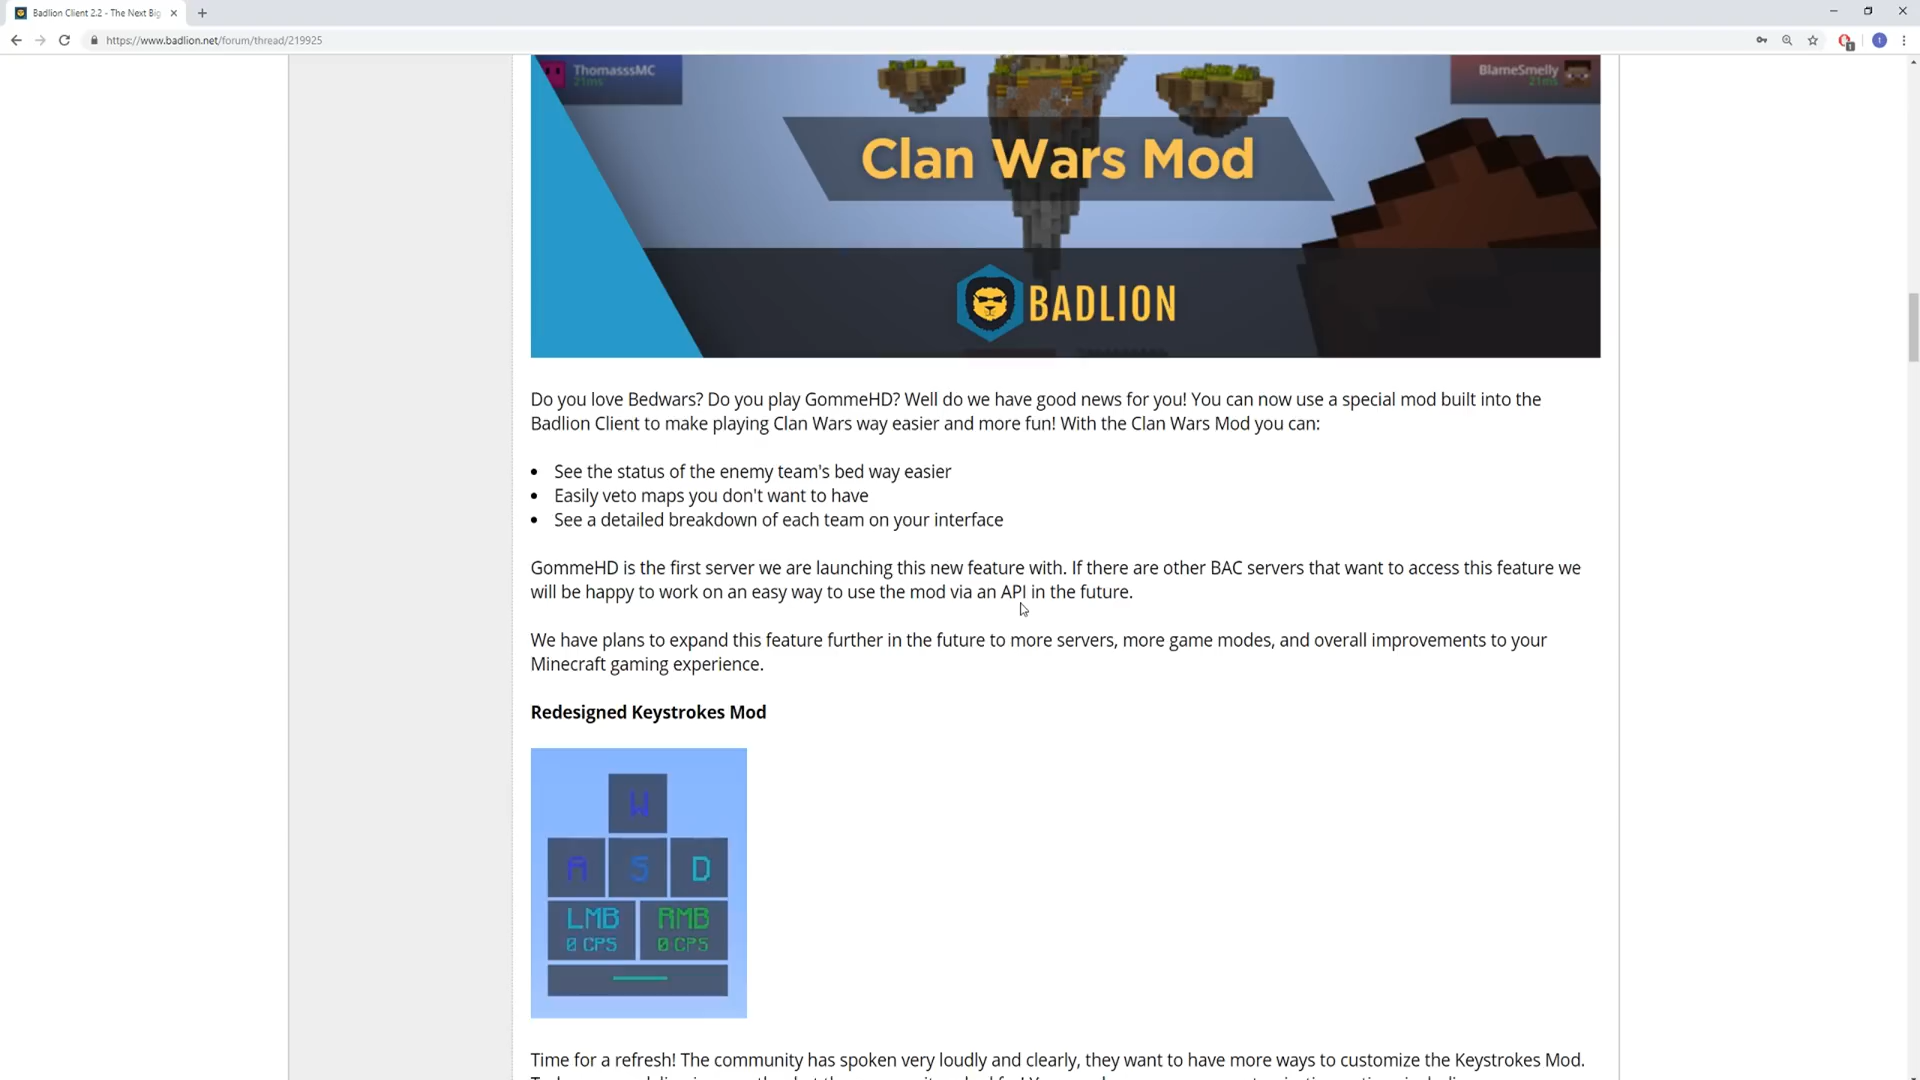 Badlion Client 2.2 - The Next Big
https://www.badlion.net/forum/thread/219925
1
1
ThomasssMC
21ms
BlameSmelly
21ms
Clan Wars Mod
BADLION
Do you love Bedwars? Do you play GommeHD? Well do we have good news for you! You can now use a special mod built into the
Badlion Client to make playing Clan Wars way easier and more fun! With the Clan Wars Mod you can:
• See the status of the enemy team's bed way easier
• Easily veto maps you don't want to have
• See a detailed breakdown of each team on your interface
GommeHD is the first server we are launching this new feature with. If there are other BAC servers that want to access this feature we
will be happy to work on an easy way to use the mod via an API in the future.
We have plans to expand this feature further in the future to more servers, more game modes, and overall improvements to your
Minecraft gaming experience.
Redesigned Keystrokes Mod
W
A S D
LMB RMB
0 CPS 0 CPS
Time for a refresh! The community has spoken very loudly and clearly, they want to have more ways to customize the Keystrokes Mod.